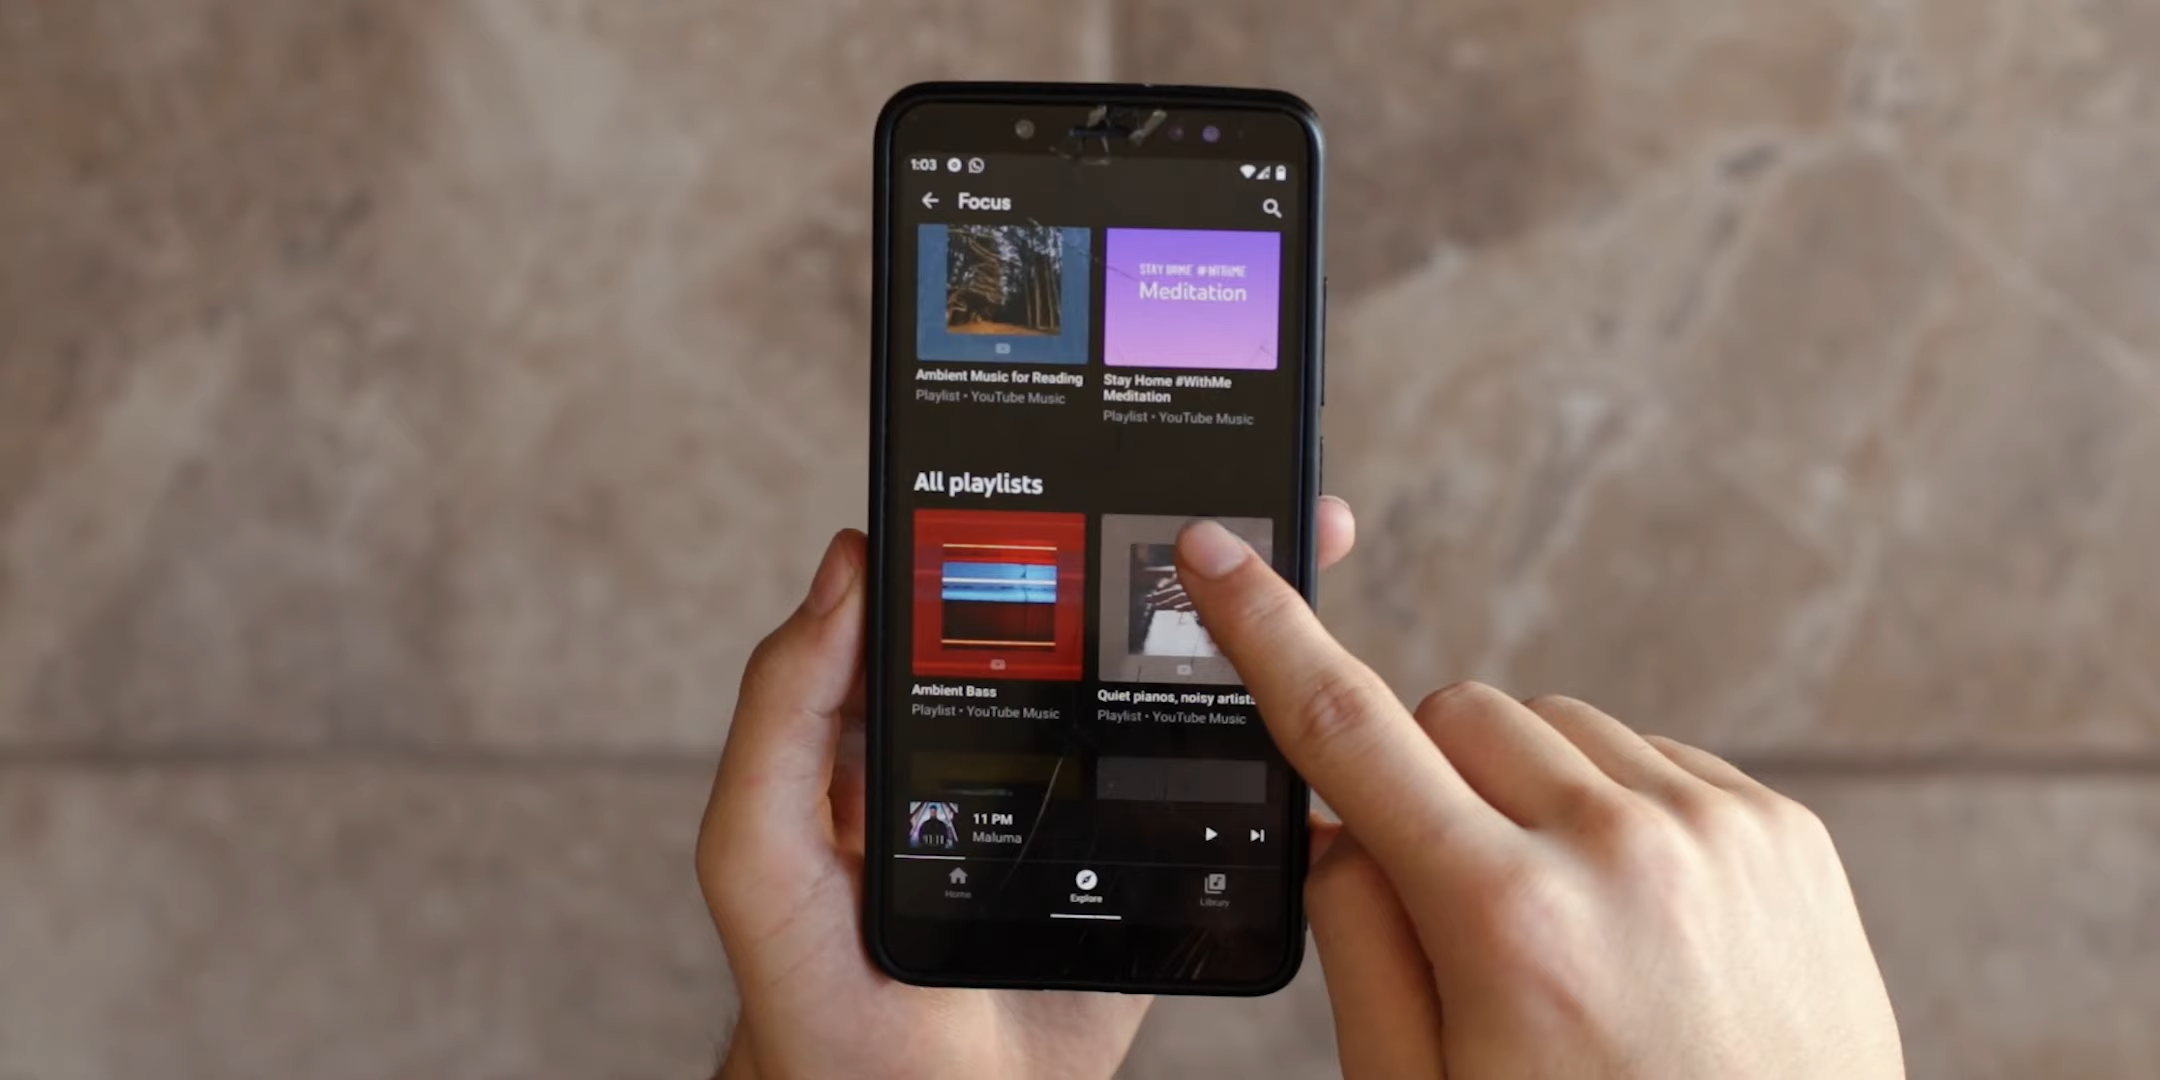 1:03
Focus
STAY HOME #WITHME
Meditation
Ambient Music for Reading
Playlist • YouTube Music
Stay Home #WithMe
Meditation
Playlist • YouTube Music
All playlists
Ambient Bass
Playlist • YouTube Music
Quiet pianos, noisy artists
Playlist • YouTube Music
11 PM
Maluma
Home
Explore
Library